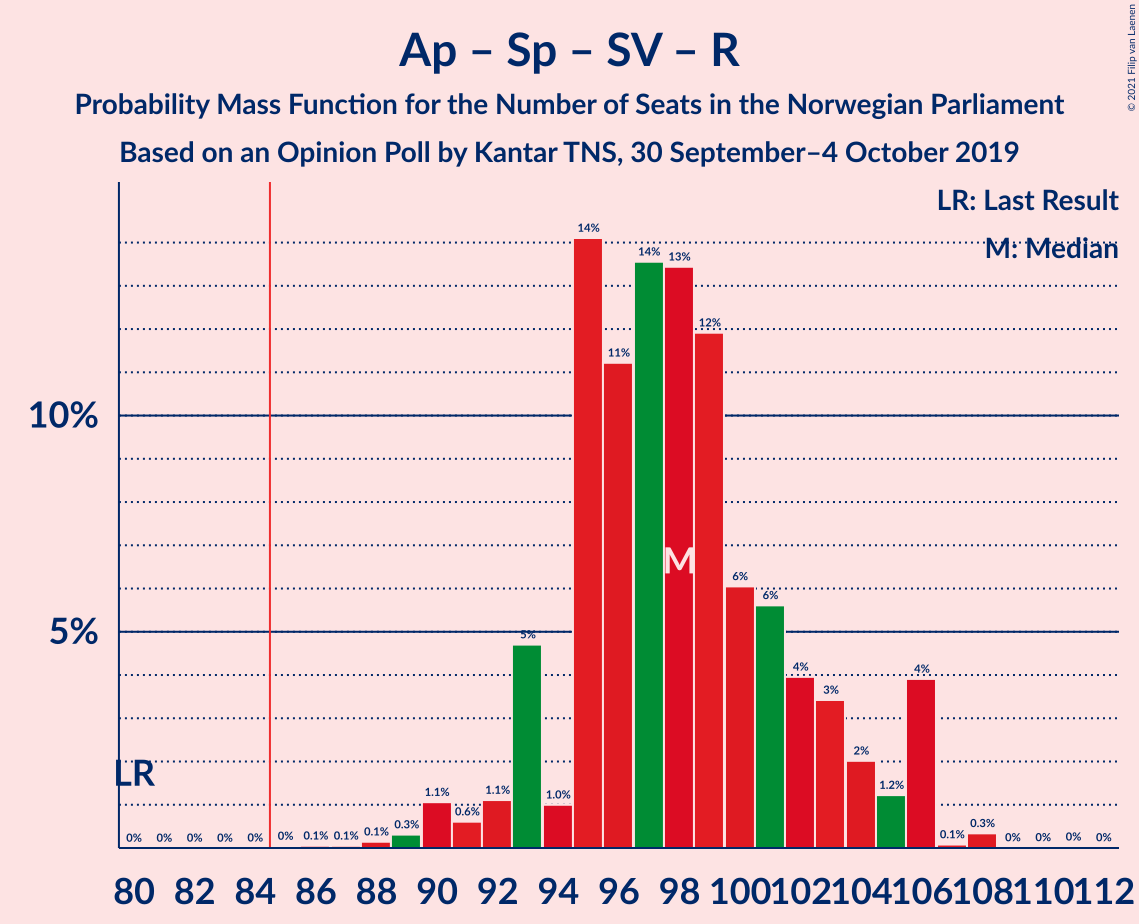 Ap – Sp – SV – R
Probability Mass Function for the Number of Seats in the Norwegian Parliament
Based on an Opinion Poll by Kantar TNS, 30 September–4 October 2019
© 2021 Filip van Laenen
LR: Last Result
M: Median
10%
5%
LR
M
0% 0% 0% 0% 0% 0% 0.1% 0.1% 0.1% 0.3% 1.1% 0.6% 1.1% 5% 1.0% 14% 11% 14% 13% 12% 6% 6% 4% 3% 2% 1.2% 4% 0.1% 0.3% 0% 0% 0% 0%
80 82 84 86 88 90 92 94 96 98 100 102 104 106 108 110 112